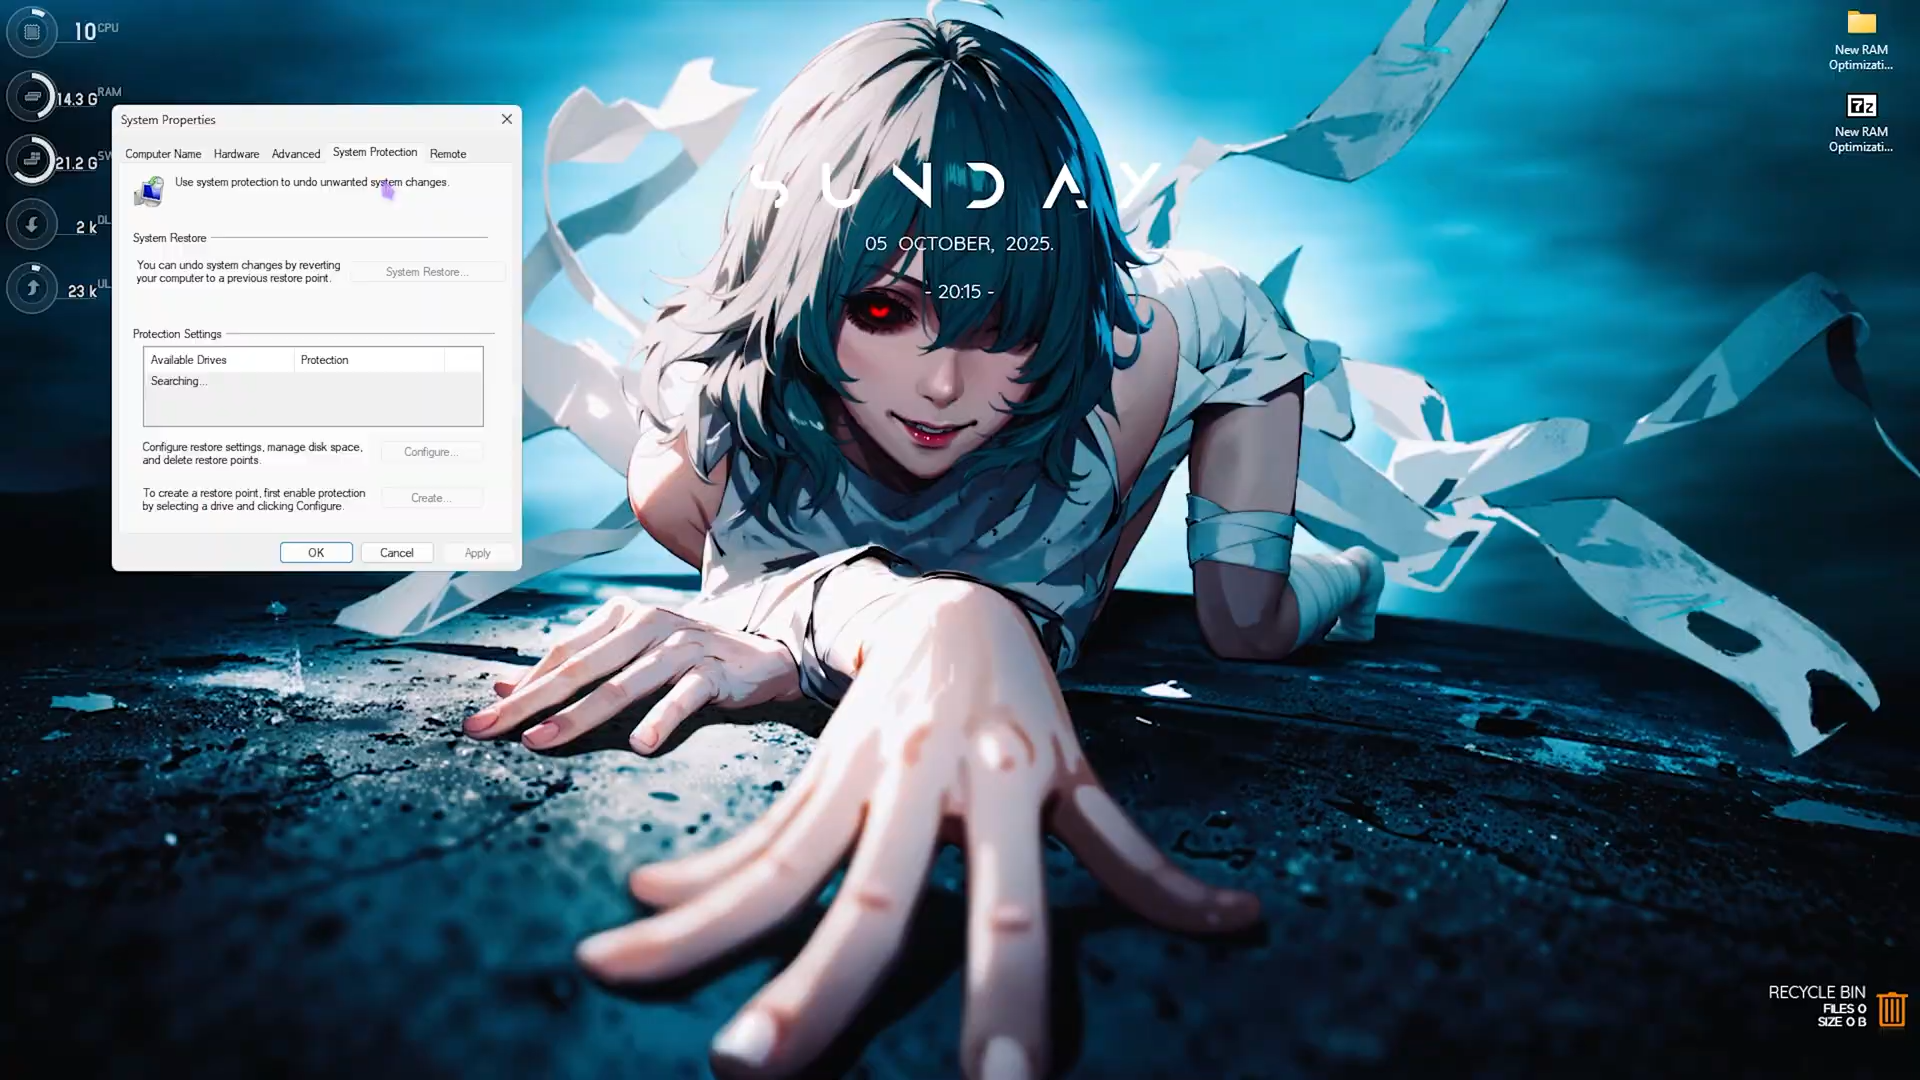 10 CPU
14.3 G RAM
21.2 G SW
2 k DL
23 k UL
System Properties
Computer Name Hardware Advanced System Protection Remote
Use system protection to undo unwanted system changes.
System Restore
You can undo system changes by reverting
your computer to a previous restore point.
System Restore...
Protection Settings
Available Drives Protection
Searching...
Configure restore settings, manage disk space,
and delete restore points.
Configure...
To create a restore point, first enable protection
by selecting a drive and clicking Configure.
Create...
OK Cancel Apply
SUNDAY
05 OCTOBER, 2025.
- 20:15 -
New RAM
Optimizati...
7z
New RAM
Optimizati...
RECYCLE BIN
FILES 0
SIZE 0 B